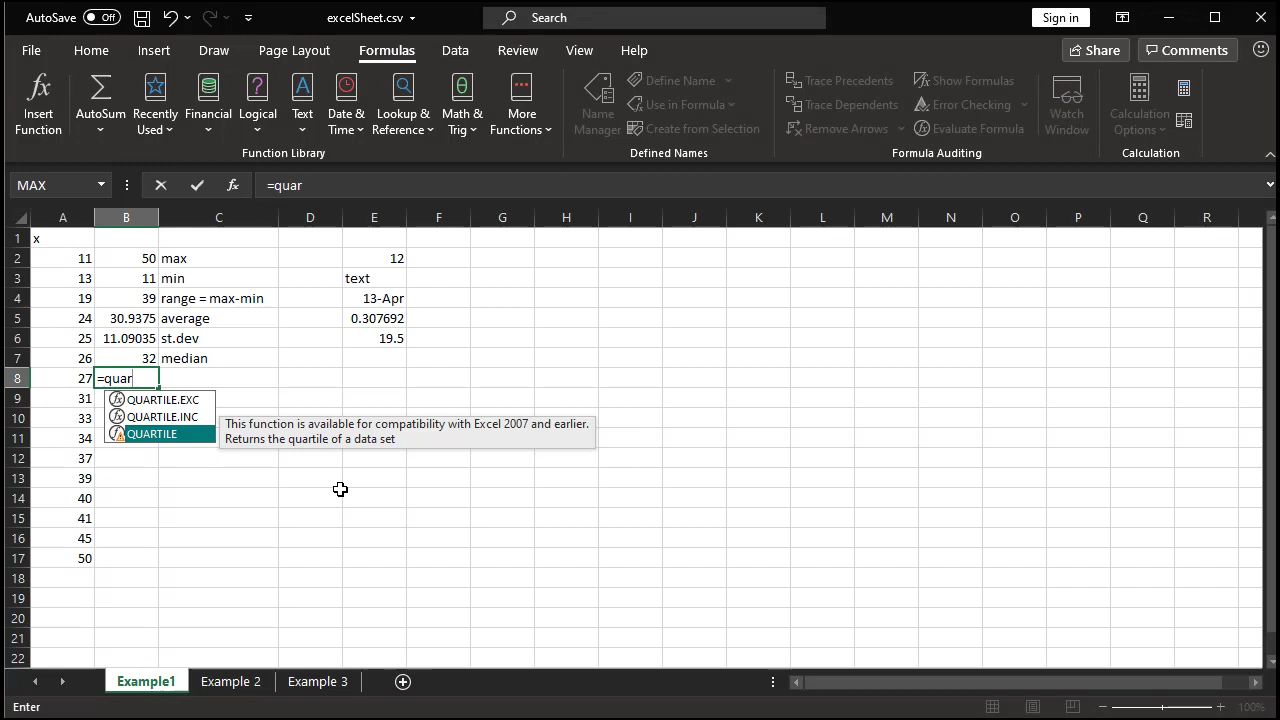 AutoSave Off excelSheet.csv Search Sign in
File Home Insert Draw Page Layout Formulas Data Review View Help Share Comments
Insert Function
AutoSum
Recently Used
Financial
Logical
Text
Date & Time
Lookup & Reference
Math & Trig
More Functions
Function Library
Name Manager
Define Name
Use in Formula
Create from Selection
Defined Names
Trace Precedents
Trace Dependents
Remove Arrows
Show Formulas
Error Checking
Evaluate Formula
Formula Auditing
Watch Window
Calculation Options
Calculation
MAX =quar
A B C D E F G H I J K L M N O P Q R
1 x
2 11 50 max 12
3 13 11 min text
4 19 39 range = max-min 13-Apr
5 24 30.9375 average 0.307692
6 25 11.09035 st.dev 19.5
7 26 32 median
8 27 =quar
9 31 QUARTILE.EXC
10 33 QUARTILE.INC
11 34 QUARTILE
This function is available for compatibility with Excel 2007 and earlier.
Returns the quartile of a data set
12 37
13 39
14 40
15 41
16 45
17 50
18
19
20
21
22
Example1 Example 2 Example 3
Enter 100%